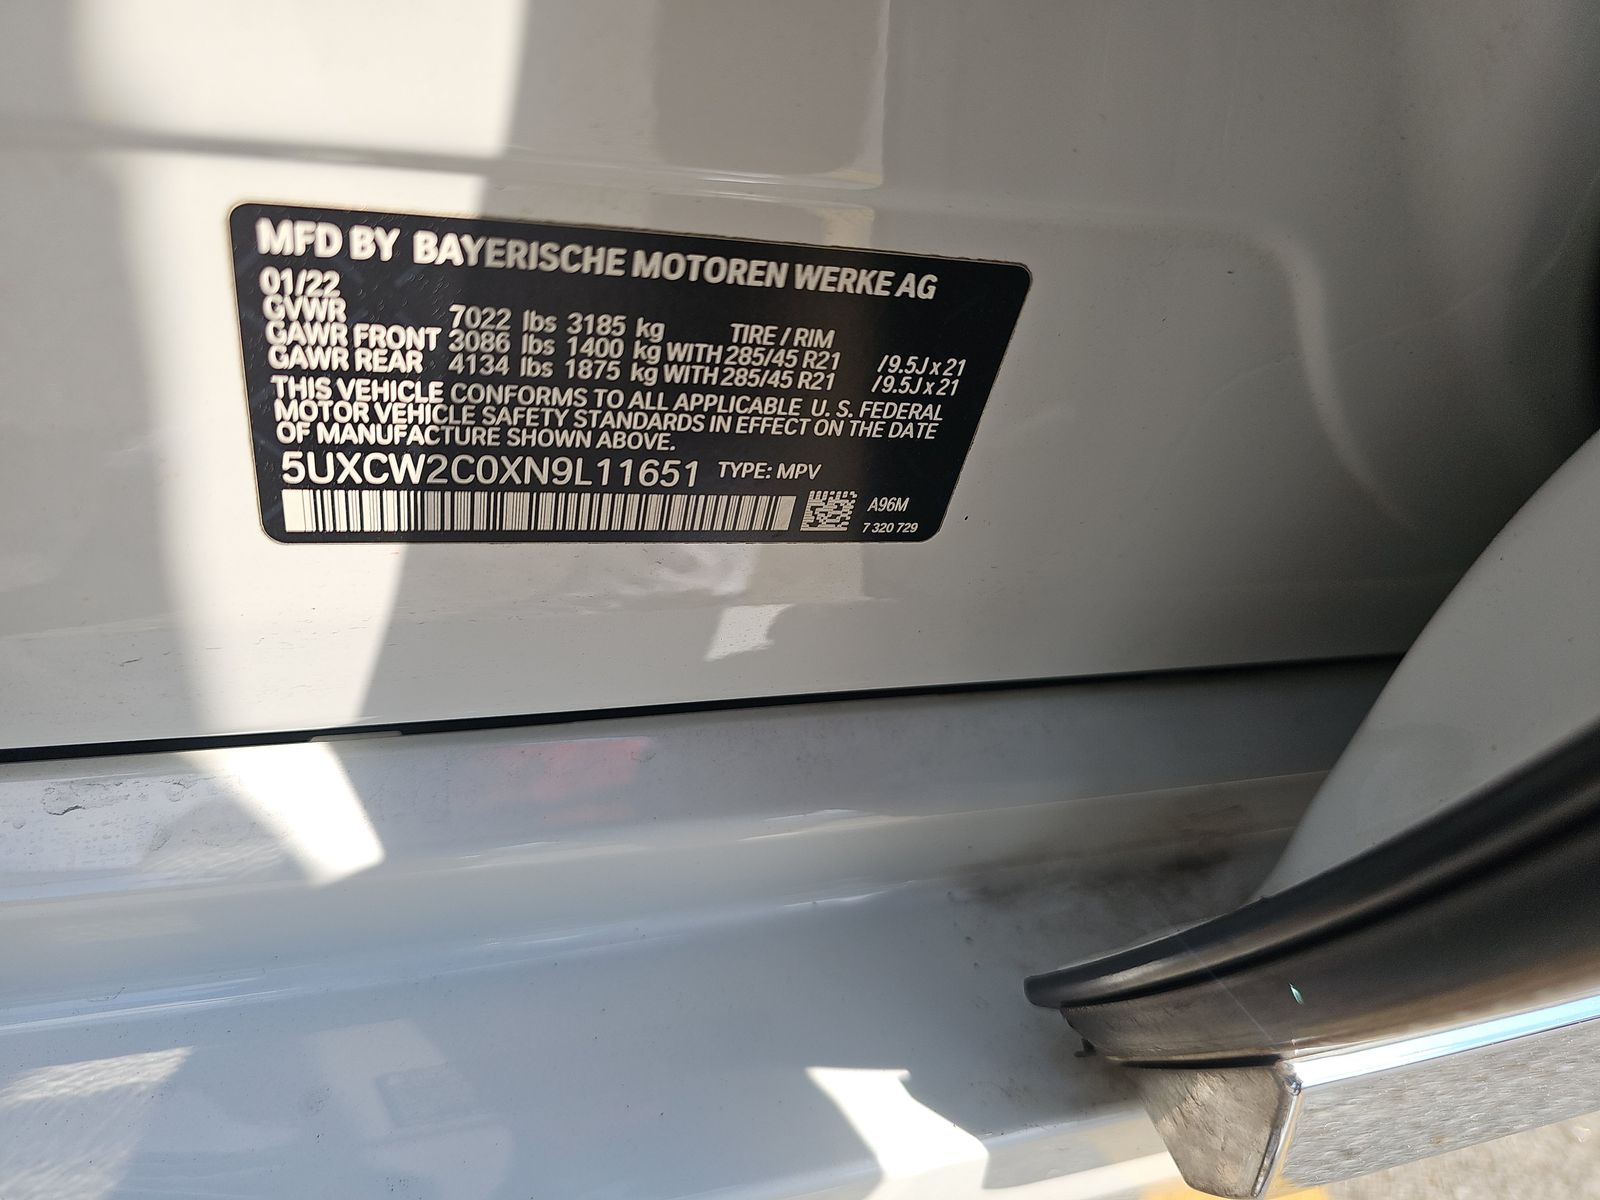 MFD BY BAYERISCHE MOTOREN WERKE AG
01/22
GVWR 7022 lbs 3185 kg TIRE / RIM
GAWR FRONT 3086 lbs 1400 kg WITH 285/45 R21 /9.5J x 21
GAWR REAR 4134 lbs 1875 kg WITH 285/45 R21 /9.5J x 21
THIS VEHICLE CONFORMS TO ALL APPLICABLE U. S. FEDERAL
MOTOR VEHICLE SAFETY STANDARDS IN EFFECT ON THE DATE
OF MANUFACTURE SHOWN ABOVE.
5UXCW2C0XN9L11651 TYPE: MPV
A96M
7 320 729